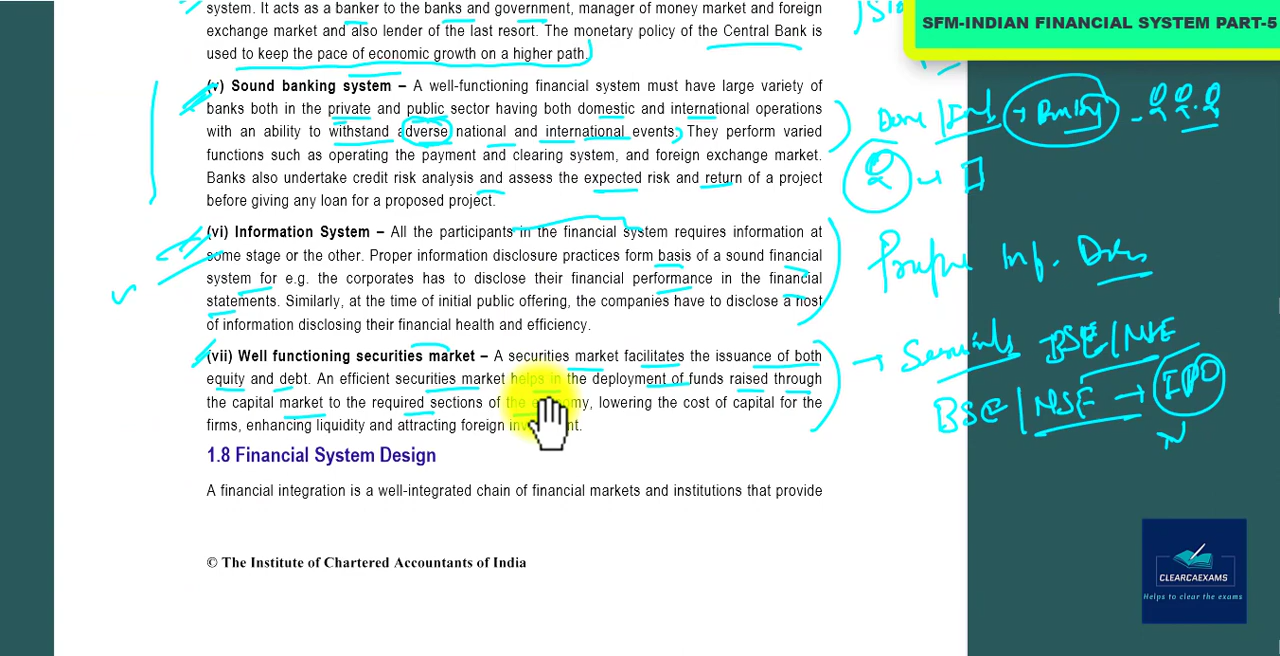 system. It acts as a banker to the banks and government, manager of money market and foreign
SFM-INDIAN FINANCIAL SYSTEM PART-5
exchange market and also lender of the last resort. The monetary policy of the Central Bank is
used to keep the pace of economic growth on a higher path.
(v) Sound banking system – A well-functioning financial system must have large variety of
banks both in the private and public sector having both domestic and international operations
with an ability to withstand adverse national and international events. They perform varied
functions such as operating the payment and clearing system, and foreign exchange market.
Banks also undertake credit risk analysis and assess the expected risk and return of a project
before giving any loan for a proposed project.
(vi) Information System – All the participants in the financial system requires information at
some stage or the other. Proper information disclosure practices form basis of a sound financial
system for e.g. the corporates has to disclose their financial performance in the financial
statements. Similarly, at the time of initial public offering, the companies have to disclose a host
of information disclosing their financial health and efficiency.
Inf.
(vii) Well functioning securities market – A securities market facilitates the issuance of both
BSE/NSE
equity and debt. An efficient securities market helps in the deployment of funds raised through
IPO
the capital market to the required sections of the economy, lowering the cost of capital for the
BSE/NSE →
firms, enhancing liquidity and attracting foreign investment.
1.8 Financial System Design
A financial integration is a well-integrated chain of financial markets and institutions that provide
© The Institute of Chartered Accountants of India
CLEARCAEXAMS
Helps to clear the exams